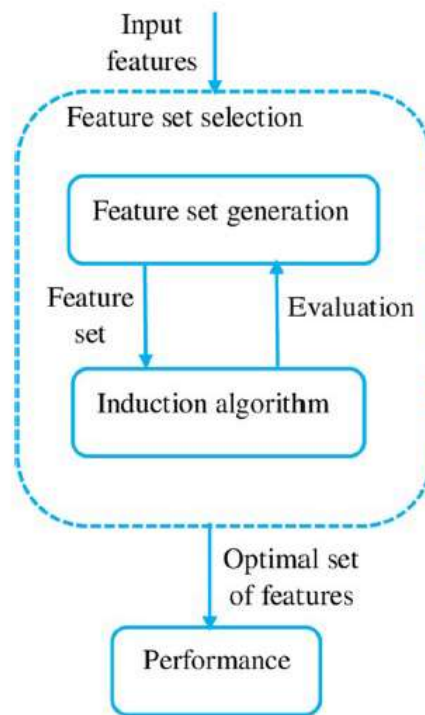 Input
features
Feature set selection
Feature set generation
Feature
set
Evaluation
Induction algorithm
Optimal set
of features
Performance